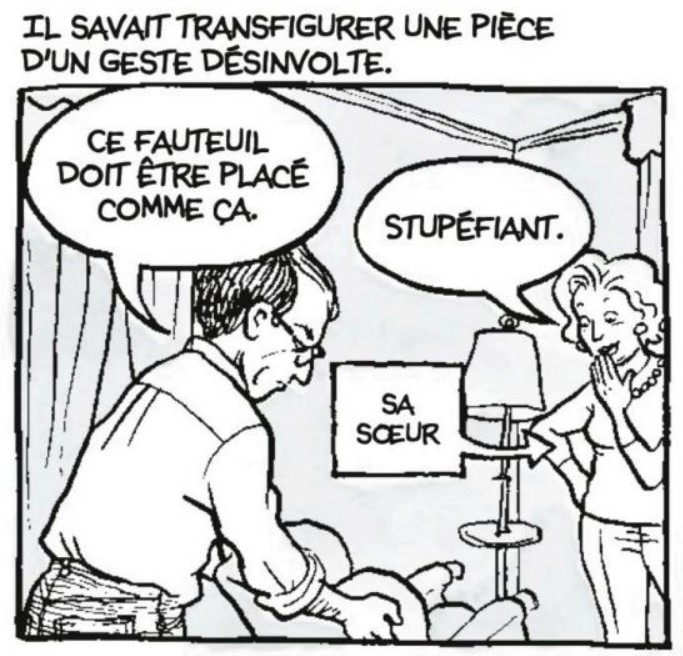 IL SAVAIT TRANSFIGURER UNE PIÈCE
D'UN GESTE DÉSINVOLTE.
CE FAUTEUIL
DOIT ÊTRE PLACÉ
COMME ÇA.
STUPÉFIANT.
SA
SŒUR